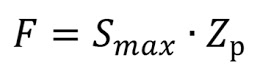 F = S_max · Z_p